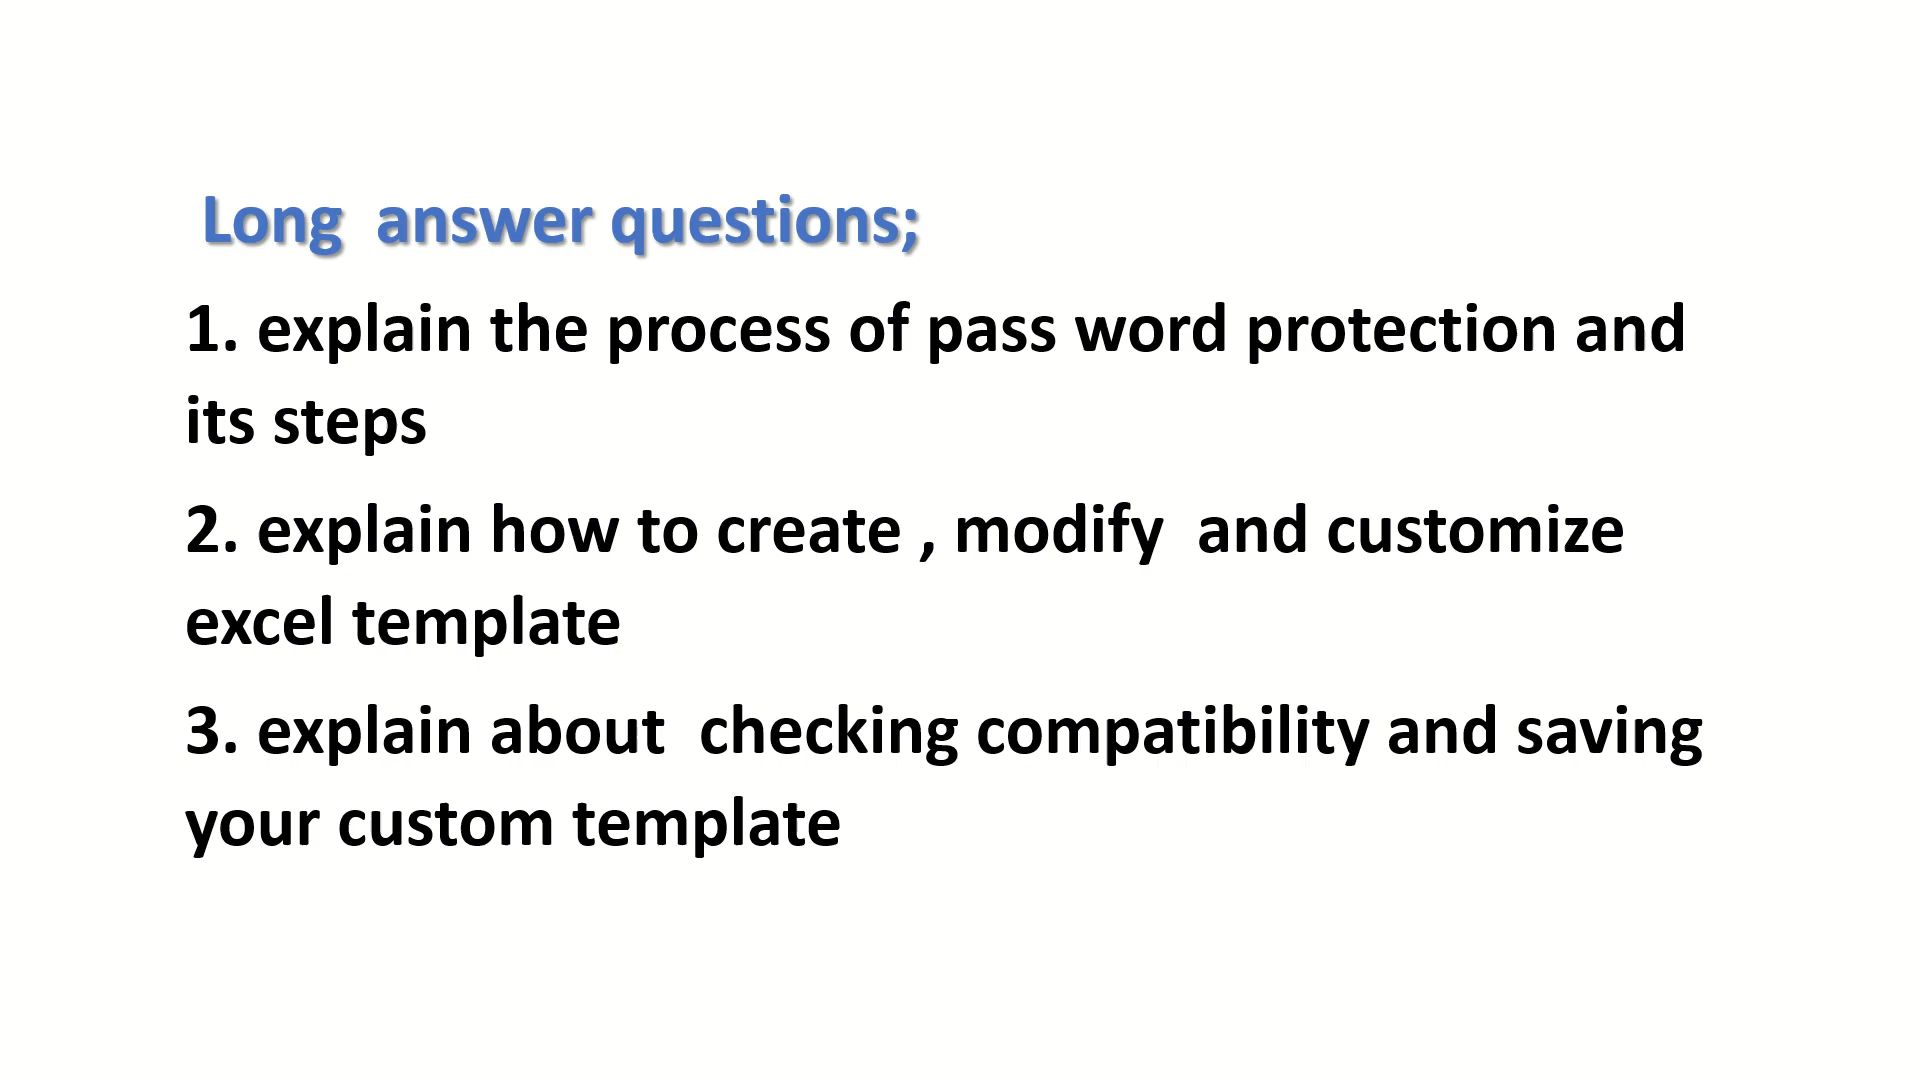 Long  answer questions;
1. explain the process of pass word protection and
its steps
2. explain how to create , modify  and customize
excel template
3. explain about  checking compatibility and saving
your custom template